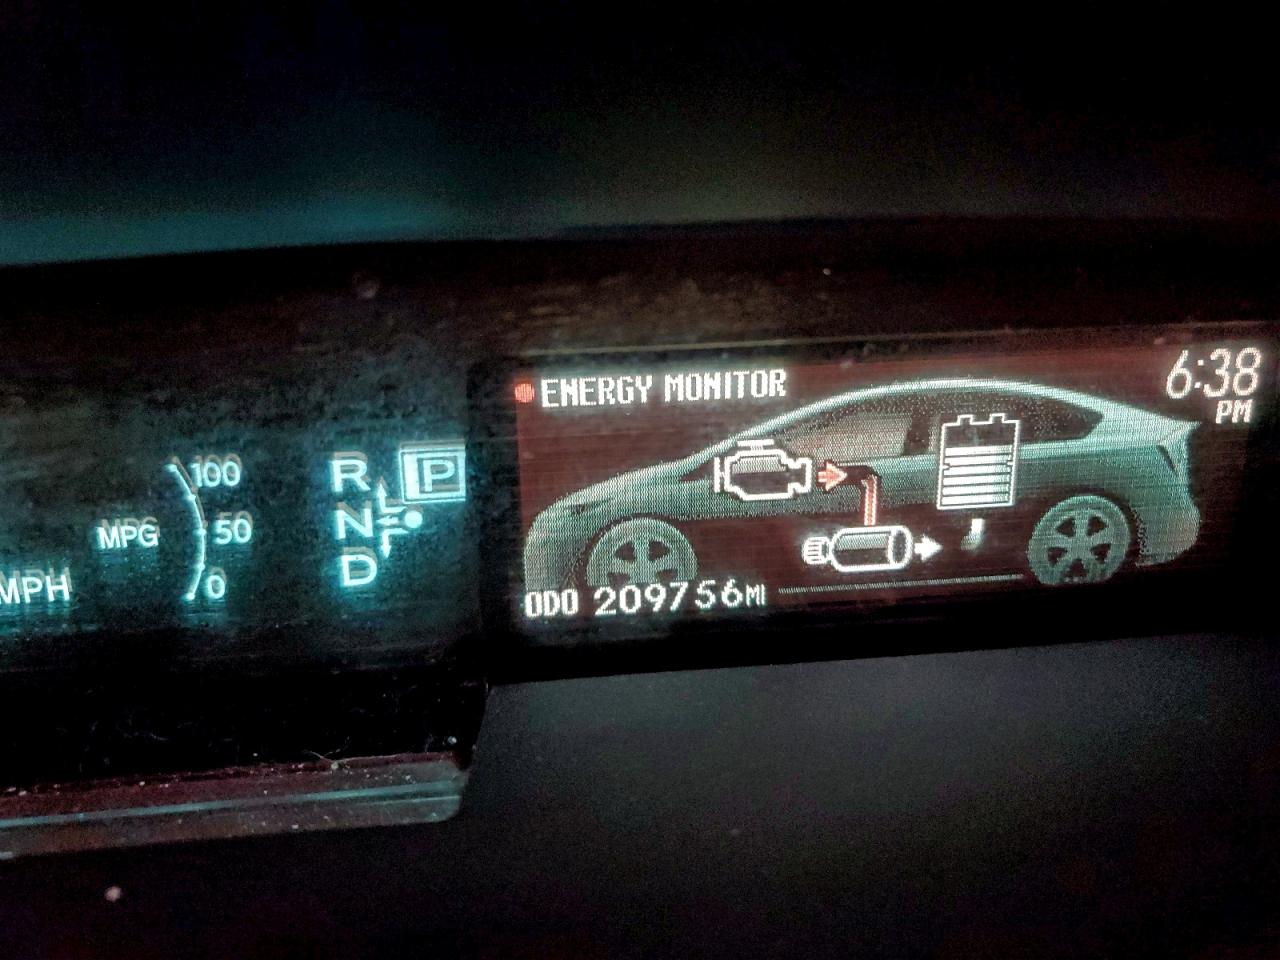 100
MPG 50
MPH 0
R P
N
D
ENERGY MONITOR
6:38
PM
ODO 209756MI